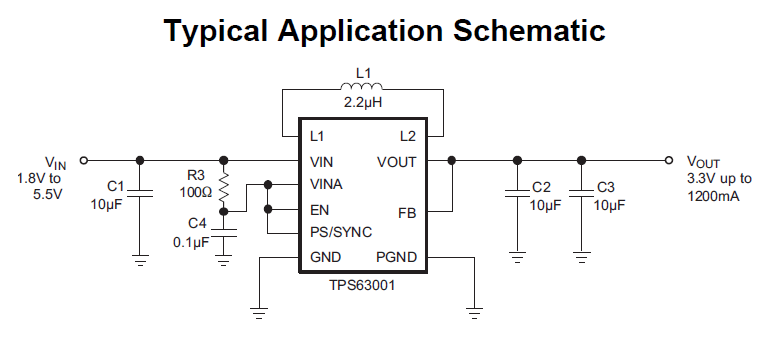 Typical Application Schematic
L1
2.2µH
L1
L2
VIN
1.8V to
5.5V
C1
10µF
R3
100Ω
C4
0.1µF
VIN
VOUT
VINA
EN
FB
PS/SYNC
GND
PGND
TPS63001
C2
10µF
C3
10µF
VOUT
3.3V up to
1200mA